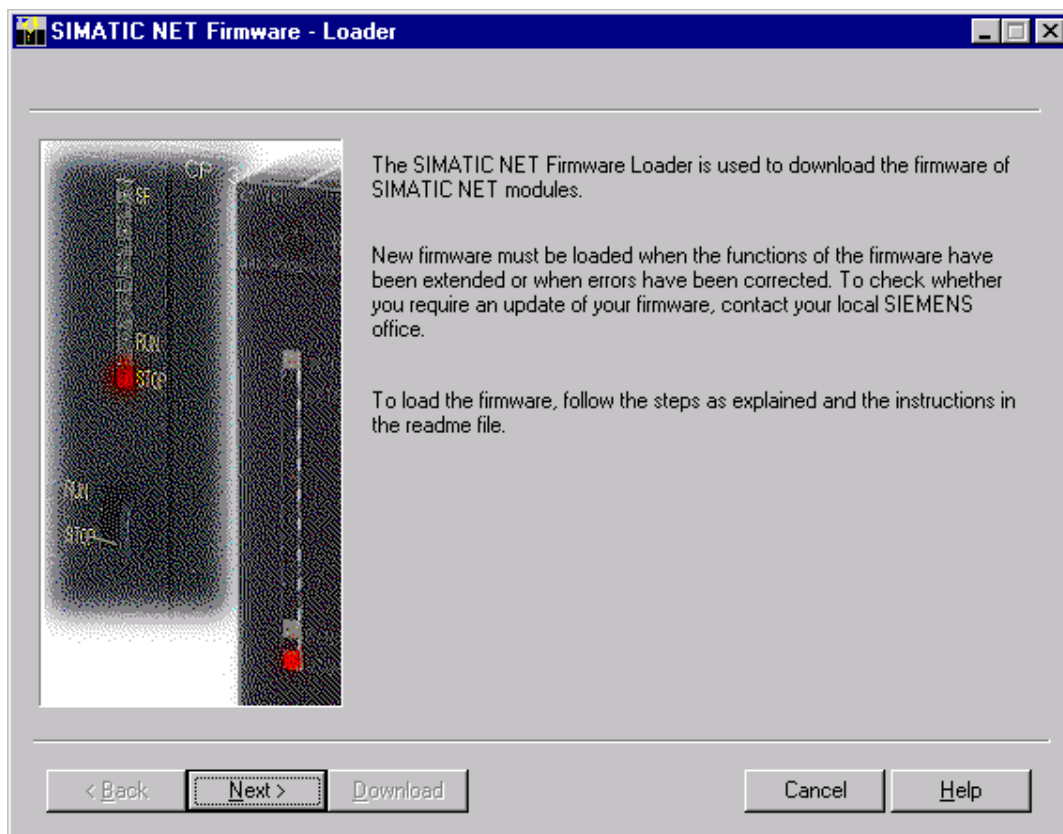 SIMATIC NET Firmware - Loader
The SIMATIC NET Firmware Loader is used to download the firmware of
SIMATIC NET modules.
New firmware must be loaded when the functions of the firmware have
been extended or when errors have been corrected. To check whether
you require an update of your firmware, contact your local SIEMENS
office.
To load the firmware, follow the steps as explained and the instructions in
the readme file.
CP 3
SF
RUN
STOP
RUN
STOP
< Back
Next >
Download
Cancel
Help